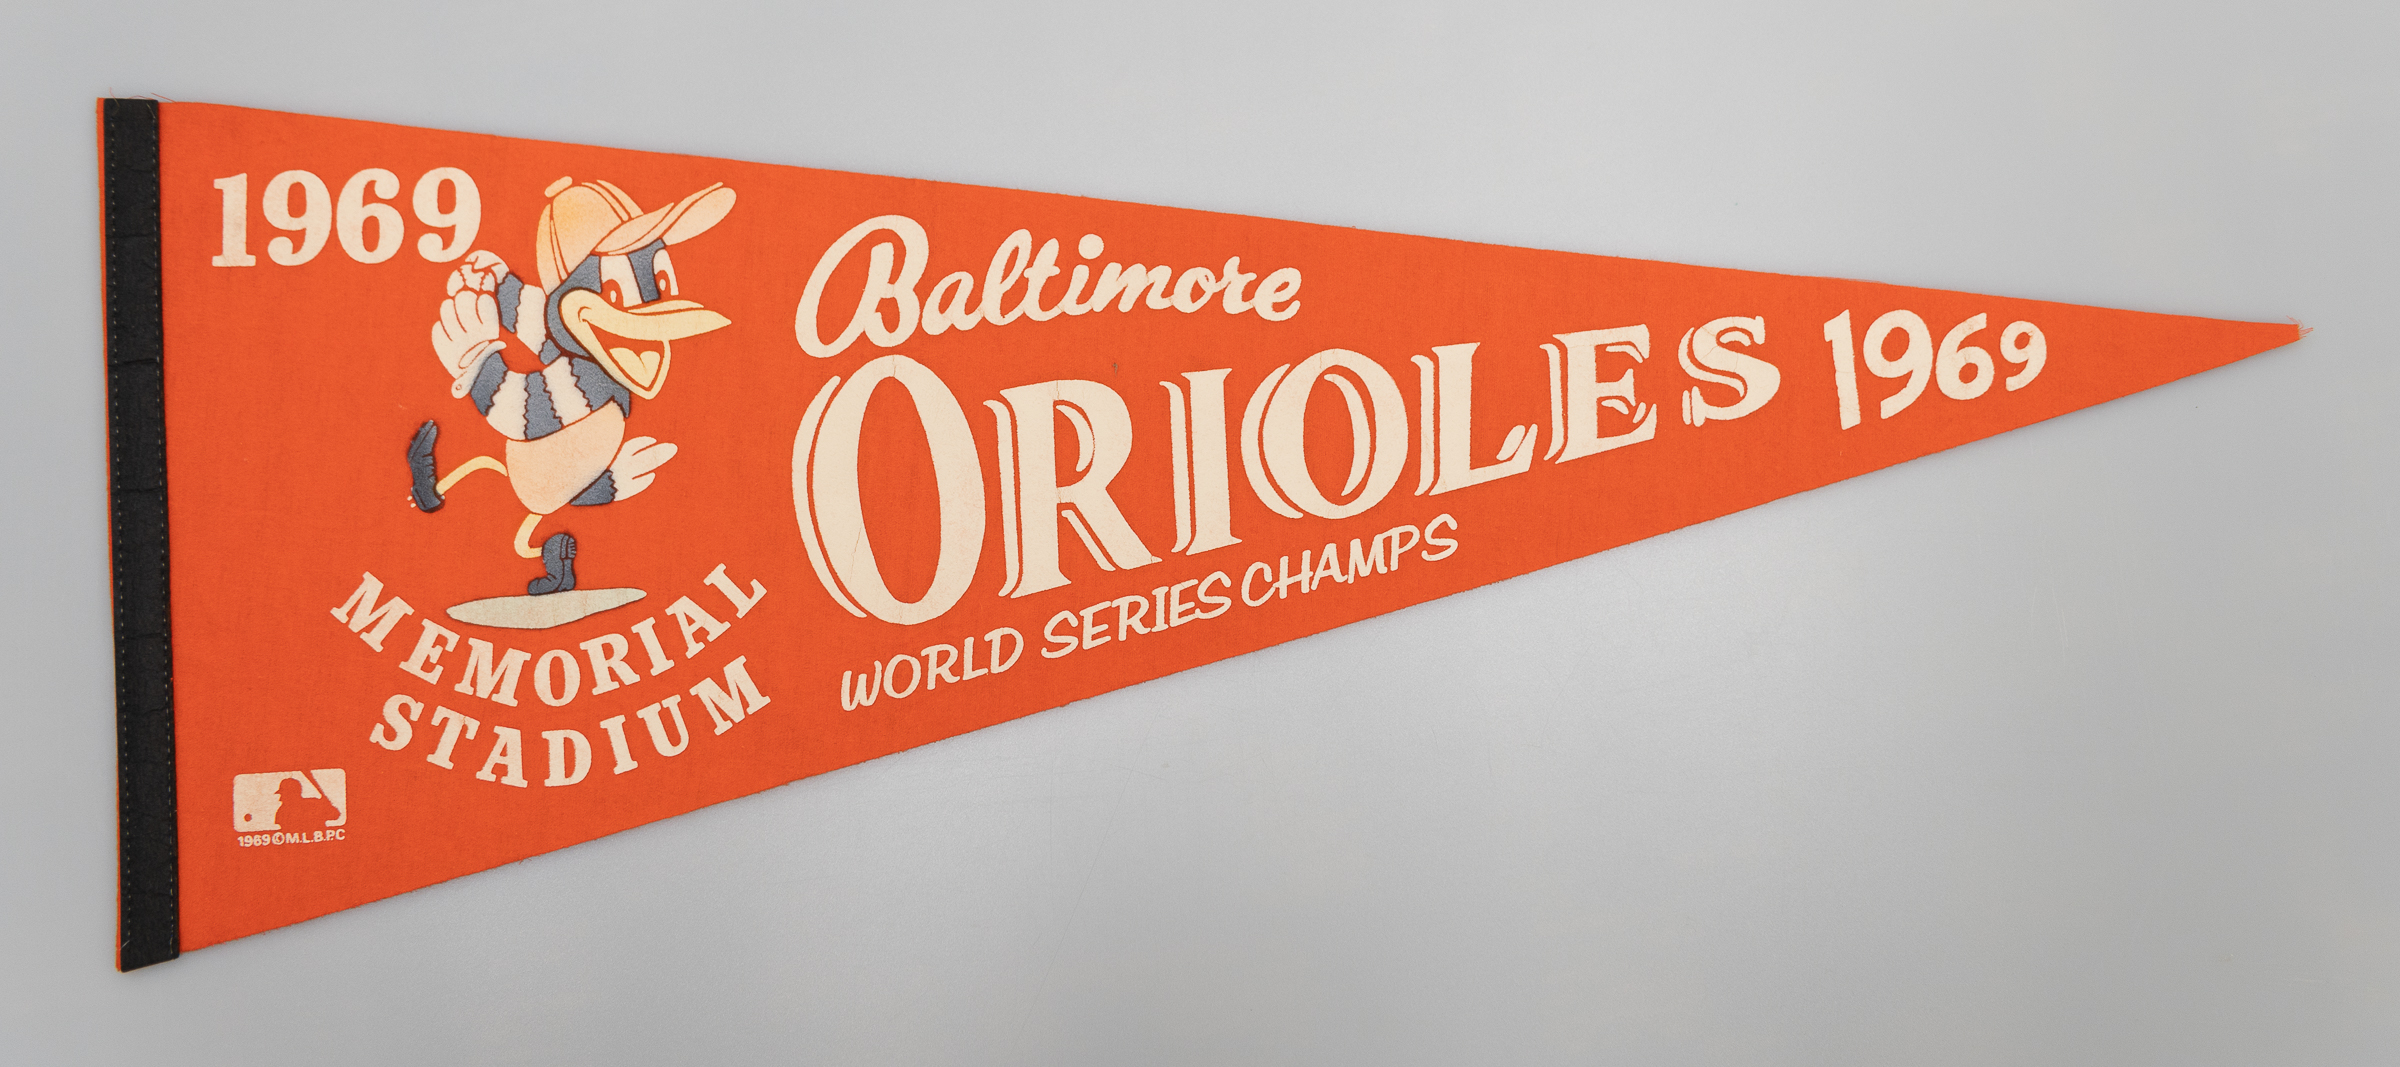 1969
MEMORIAL
STADIUM
1969©M.L.B.P.C
Baltimore
ORIOLES 1969
WORLD SERIES CHAMPS